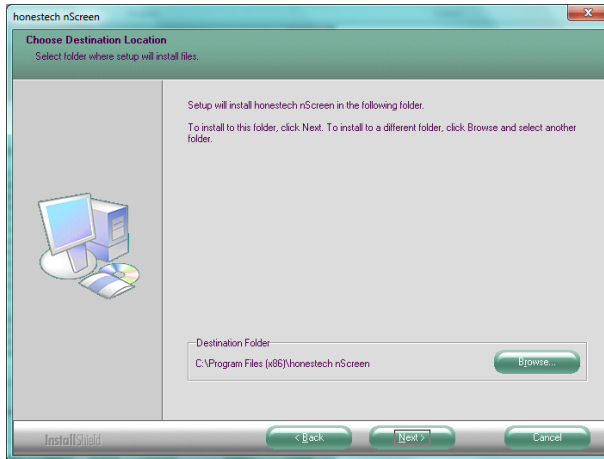 honestech nScreen
Choose Destination Location
Select folder where setup will install files.
Setup will install honestech nScreen in the following folder.
To install to this folder, click Next. To install to a different folder, click Browse and select another
folder.
Destination Folder
C:\Program Files (x86)\honestech nScreen
Browse...
InstallShield
< Back
Next >
Cancel